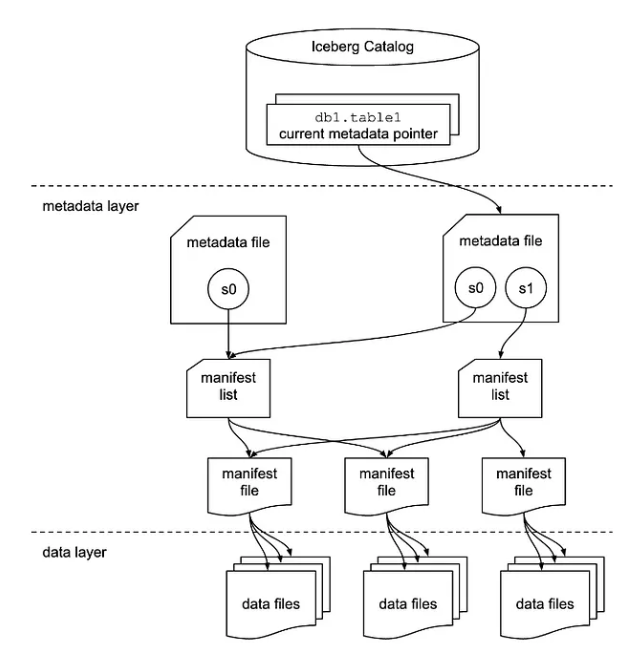 Iceberg Catalog
db1.table1
current metadata pointer
metadata layer
metadata file
s0
metadata file
s0
s1
manifest
list
manifest
list
manifest
file
manifest
file
manifest
file
data layer
data files
data files
data files